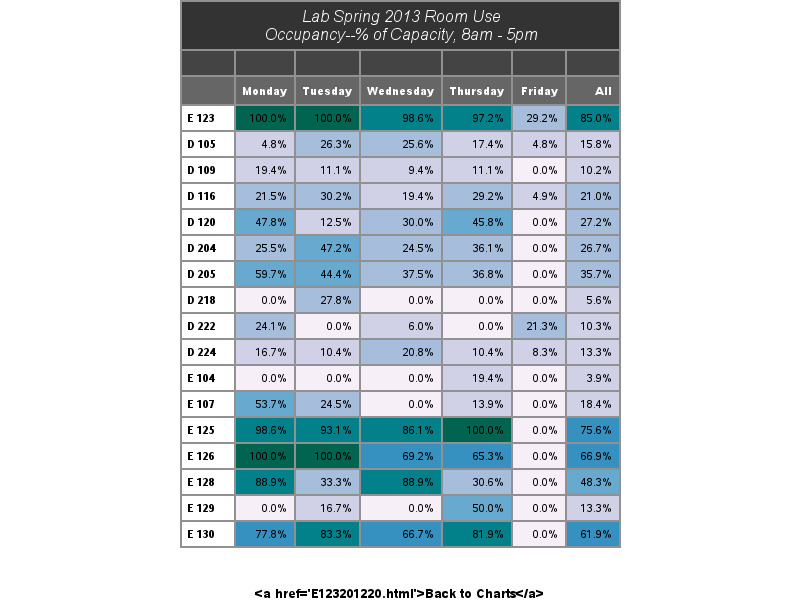 Lab Spring 2013 Room Use
Occupancy--% of Capacity, 8am - 5pm
Monday Tuesday Wednesday Thursday Friday All
E 123 100.0% 100.0% 98.6% 97.2% 29.2% 85.0%
D 105 4.8% 26.3% 25.6% 17.4% 4.8% 15.8%
D 109 19.4% 11.1% 9.4% 11.1% 0.0% 10.2%
D 116 21.5% 30.2% 19.4% 29.2% 4.9% 21.0%
D 120 47.8% 12.5% 30.0% 45.8% 0.0% 27.2%
D 204 25.5% 47.2% 24.5% 36.1% 0.0% 26.7%
D 205 59.7% 44.4% 37.5% 36.8% 0.0% 35.7%
D 218 0.0% 27.8% 0.0% 0.0% 0.0% 5.6%
D 222 24.1% 0.0% 6.0% 0.0% 21.3% 10.3%
D 224 16.7% 10.4% 20.8% 10.4% 8.3% 13.3%
E 104 0.0% 0.0% 0.0% 19.4% 0.0% 3.9%
E 107 53.7% 24.5% 0.0% 13.9% 0.0% 18.4%
E 125 98.6% 93.1% 86.1% 100.0% 0.0% 75.6%
E 126 100.0% 100.0% 69.2% 65.3% 0.0% 66.9%
E 128 88.9% 33.3% 88.9% 30.6% 0.0% 48.3%
E 129 0.0% 16.7% 0.0% 50.0% 0.0% 13.3%
E 130 77.8% 83.3% 66.7% 81.9% 0.0% 61.9%
<a href='E123201220.html'>Back to Charts</a>